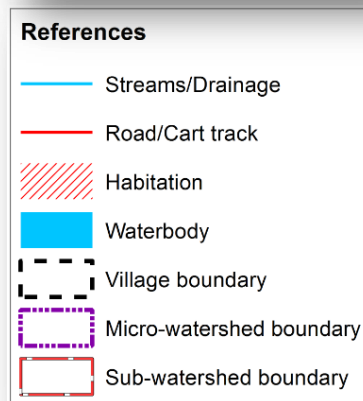 References
Streams/Drainage
Road/Cart track
Habitation
Waterbody
Village boundary
Micro-watershed boundary
Sub-watershed boundary